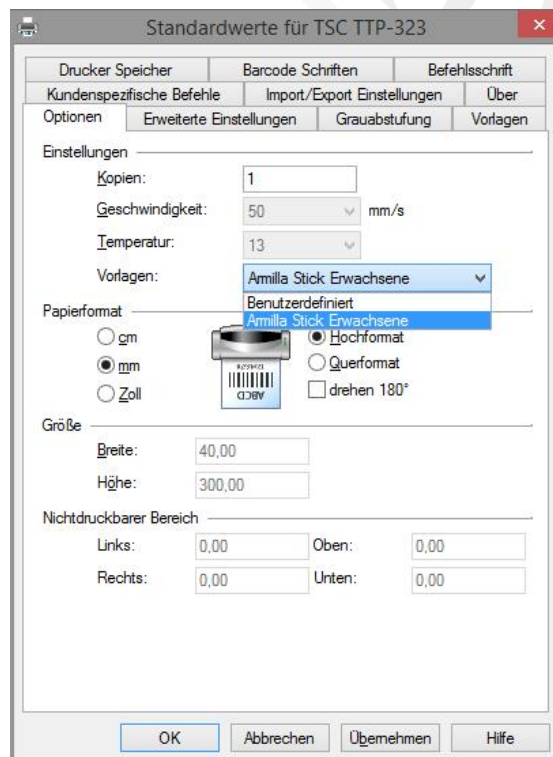 Standardwerte für TSC TTP-323
Drucker Speicher Barcode Schriften Befehlsschrift
Kundenspezifische Befehle Import/Export Einstellungen Über
Optionen Erweiterte Einstellungen Grauabstufung Vorlagen
Einstellungen
Kopien: 1
Geschwindigkeit: 50 mm/s
Temperatur: 13
Vorlagen: Armilla Stick Erwachsene
Benutzerdefiniert
Armilla Stick Erwachsene
Papierformat
cm Hochformat
mm Querformat
Zoll drehen 180°
ABCD
Größe
Breite: 40,00
Höhe: 300,00
Nichtdruckbarer Bereich
Links: 0,00 Oben: 0,00
Rechts: 0,00 Unten: 0,00
OK Abbrechen Übernehmen Hilfe